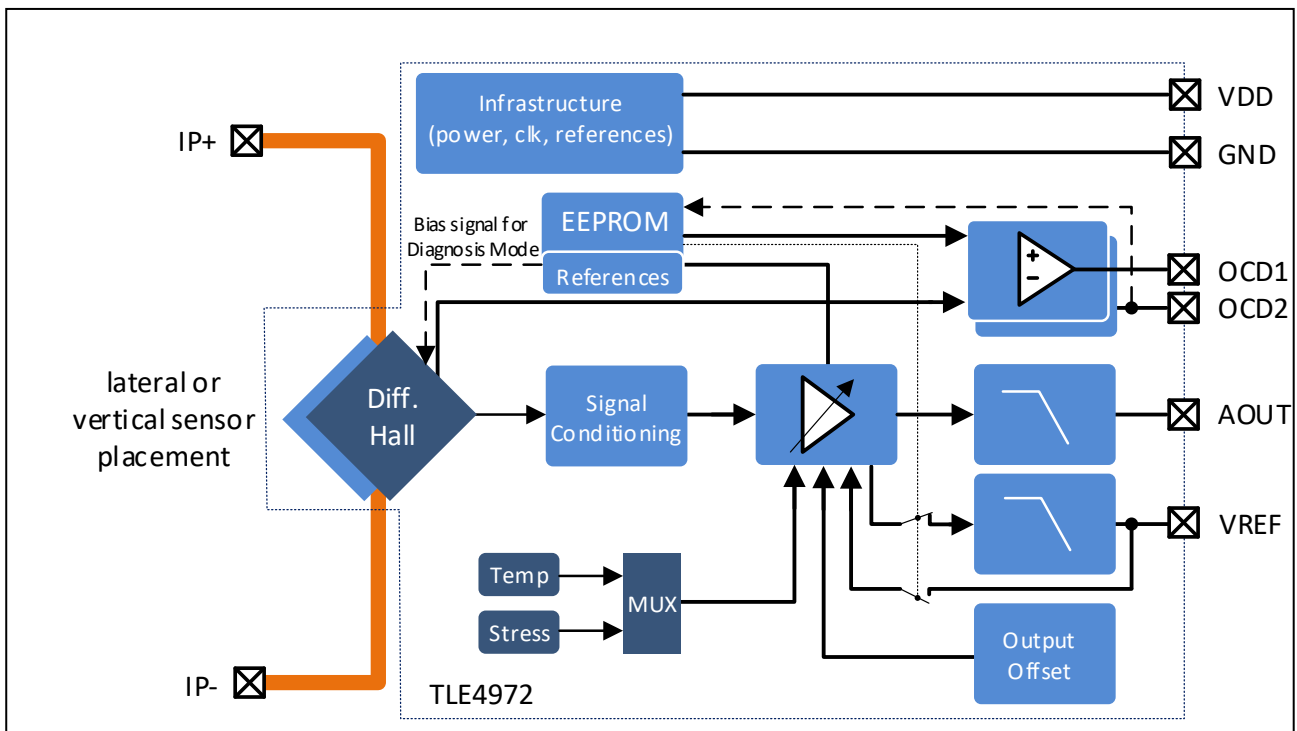 Infrastructure
(power, clk, references)
VDD
GND
IP+
Bias signal for
Diagnosis Mode
EEPROM
References
+
-
OCD1
OCD2
lateral or
vertical sensor
placement
Diff.
Hall
Signal
Conditioning
AOUT
VREF
Temp
Stress
MUX
Output
Offset
IP-
TLE4972